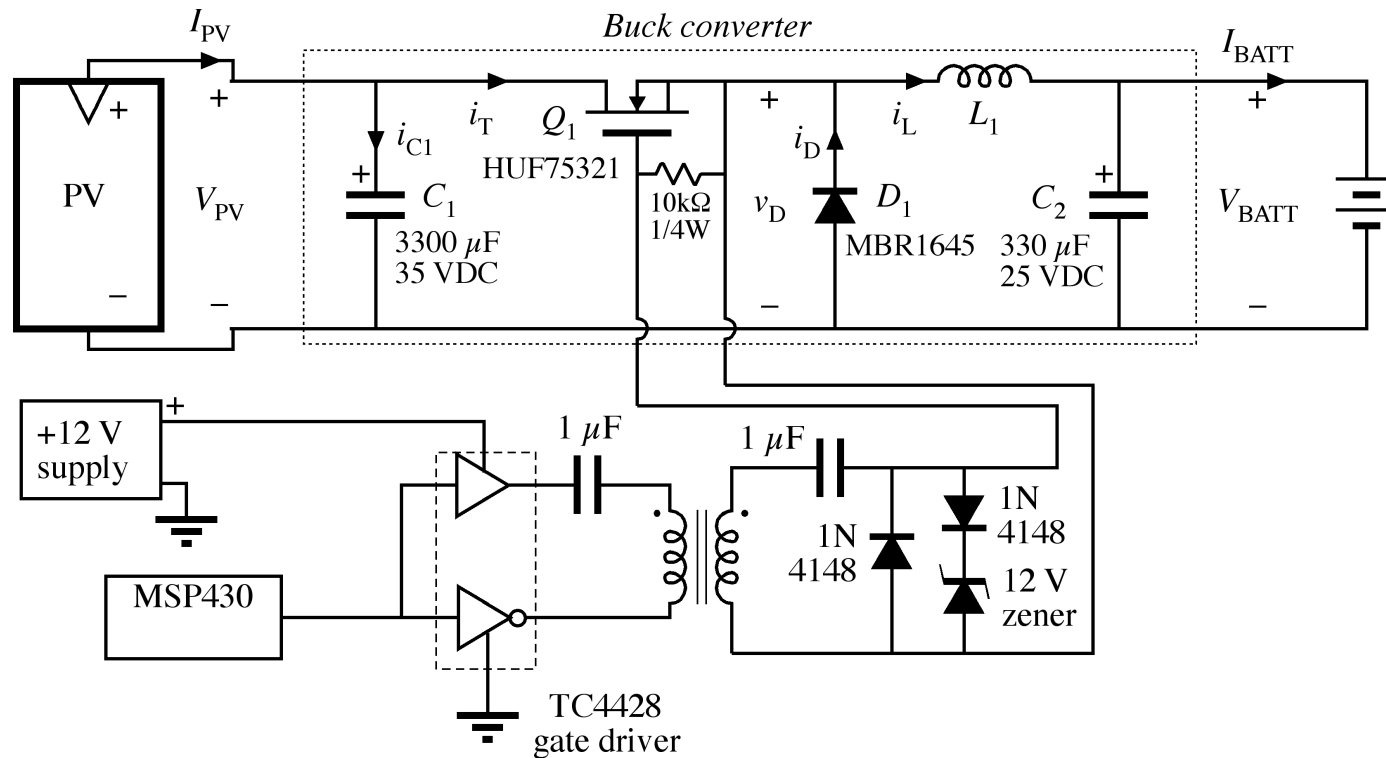 Buck converter
I_PV
I_BATT
+
PV
−
+
V_PV
−
i_C1
+
C_1
3300 µF
35 VDC
i_T
Q_1
HUF75321
10kΩ
1/4W
+
v_D
−
i_D
D_1
MBR1645
i_L
L_1
+
C_2
330 µF
25 VDC
+
V_BATT
−
+12 V
supply
+
MSP430
1 µF
1 µF
1N
4148
1N
4148
12 V
zener
TC4428
gate driver